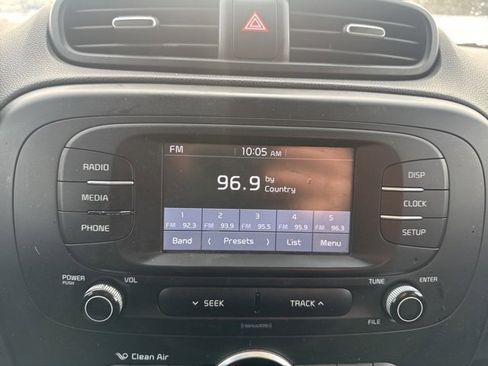 FM 10:05 AM
RADIO
MEDIA
PHONE
96.9 by
Country
1 2 3 4 5
FM 92.3 FM 93.9 FM 95.5 FM 95.9 FM 96.3
Band ⟨ Presets ⟩ List Menu
DISP
CLOCK
SETUP
POWER VOL
PUSH
SEEK TRACK
TUNE ENTER
FILE
SiriusXM
Clean Air